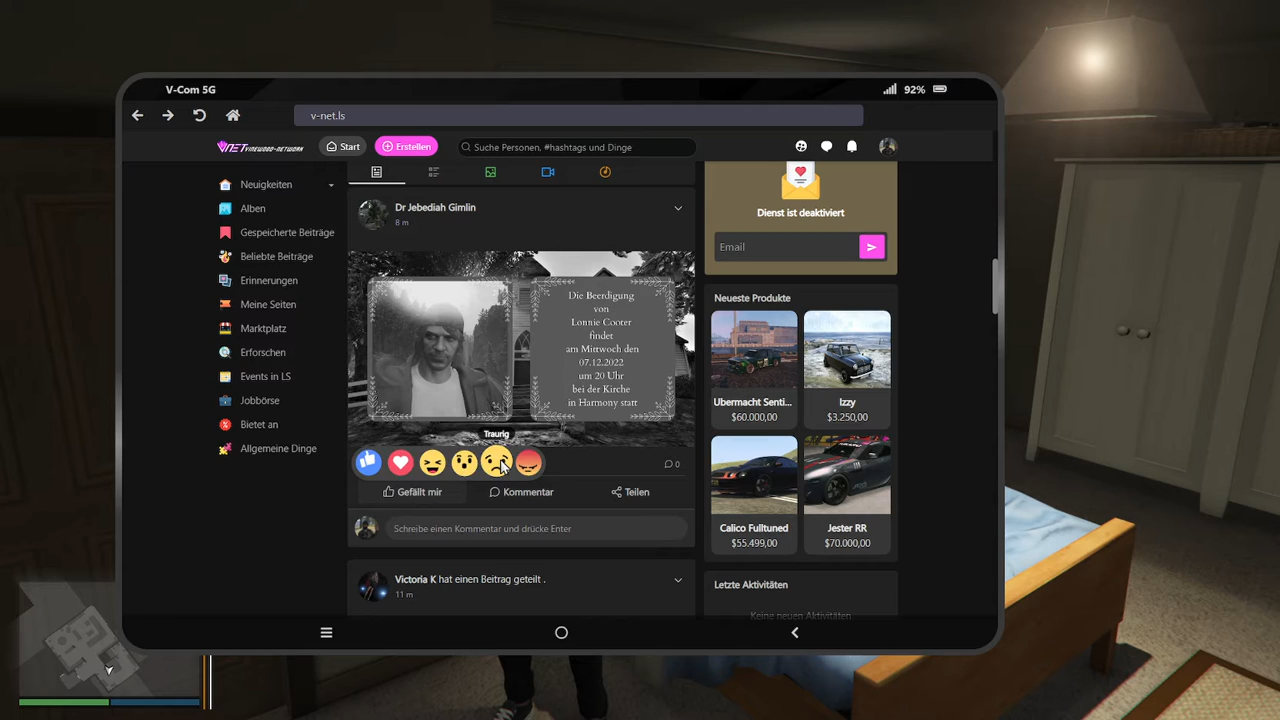 V-Com 5G
92%
v-net.ls
VNET VINEWOOD-NETWORK
Start
Erstellen
Suche Personen, #hashtags und Dinge
Neuigkeiten
Alben
Gespeicherte Beiträge
Beliebte Beiträge
Erinnerungen
Meine Seiten
Marktplatz
Erforschen
Events in LS
Jobbörse
Bietet an
Allgemeine Dinge
Dr Jebediah Gimlin
8 m
Die Beerdigung
von
Lonnie Cooter
findet
am Mittwoch den
07.12.2022
um 20 Uhr
bei der Kirche
in Harmony statt
Traurig
0
Gefällt mir
Kommentar
Teilen
Schreibe einen Kommentar und drücke Enter
Victoria K hat einen Beitrag geteilt .
11 m
Dienst ist deaktiviert
Email
Neueste Produkte
Ubermacht Senti...
$60.000,00
Izzy
$3.250,00
Calico Fulltuned
$55.499,00
Jester RR
$70.000,00
Letzte Aktivitäten
Keine neuen Aktivitäten